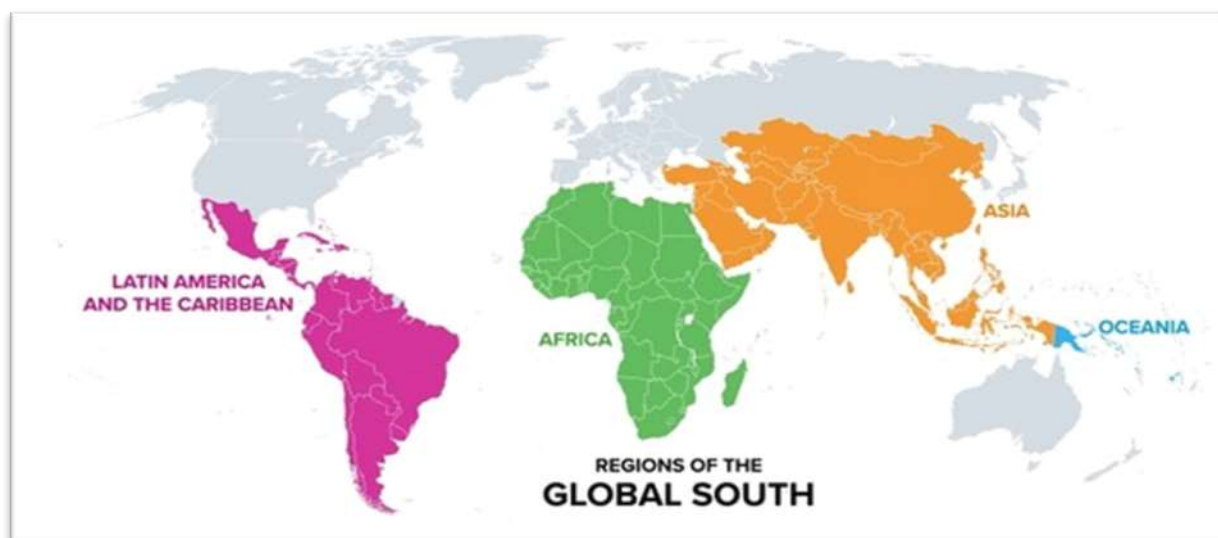 ASIA
LATIN AMERICA
AND THE CARIBBEAN
AFRICA
OCEANIA
REGIONS OF THE
GLOBAL SOUTH